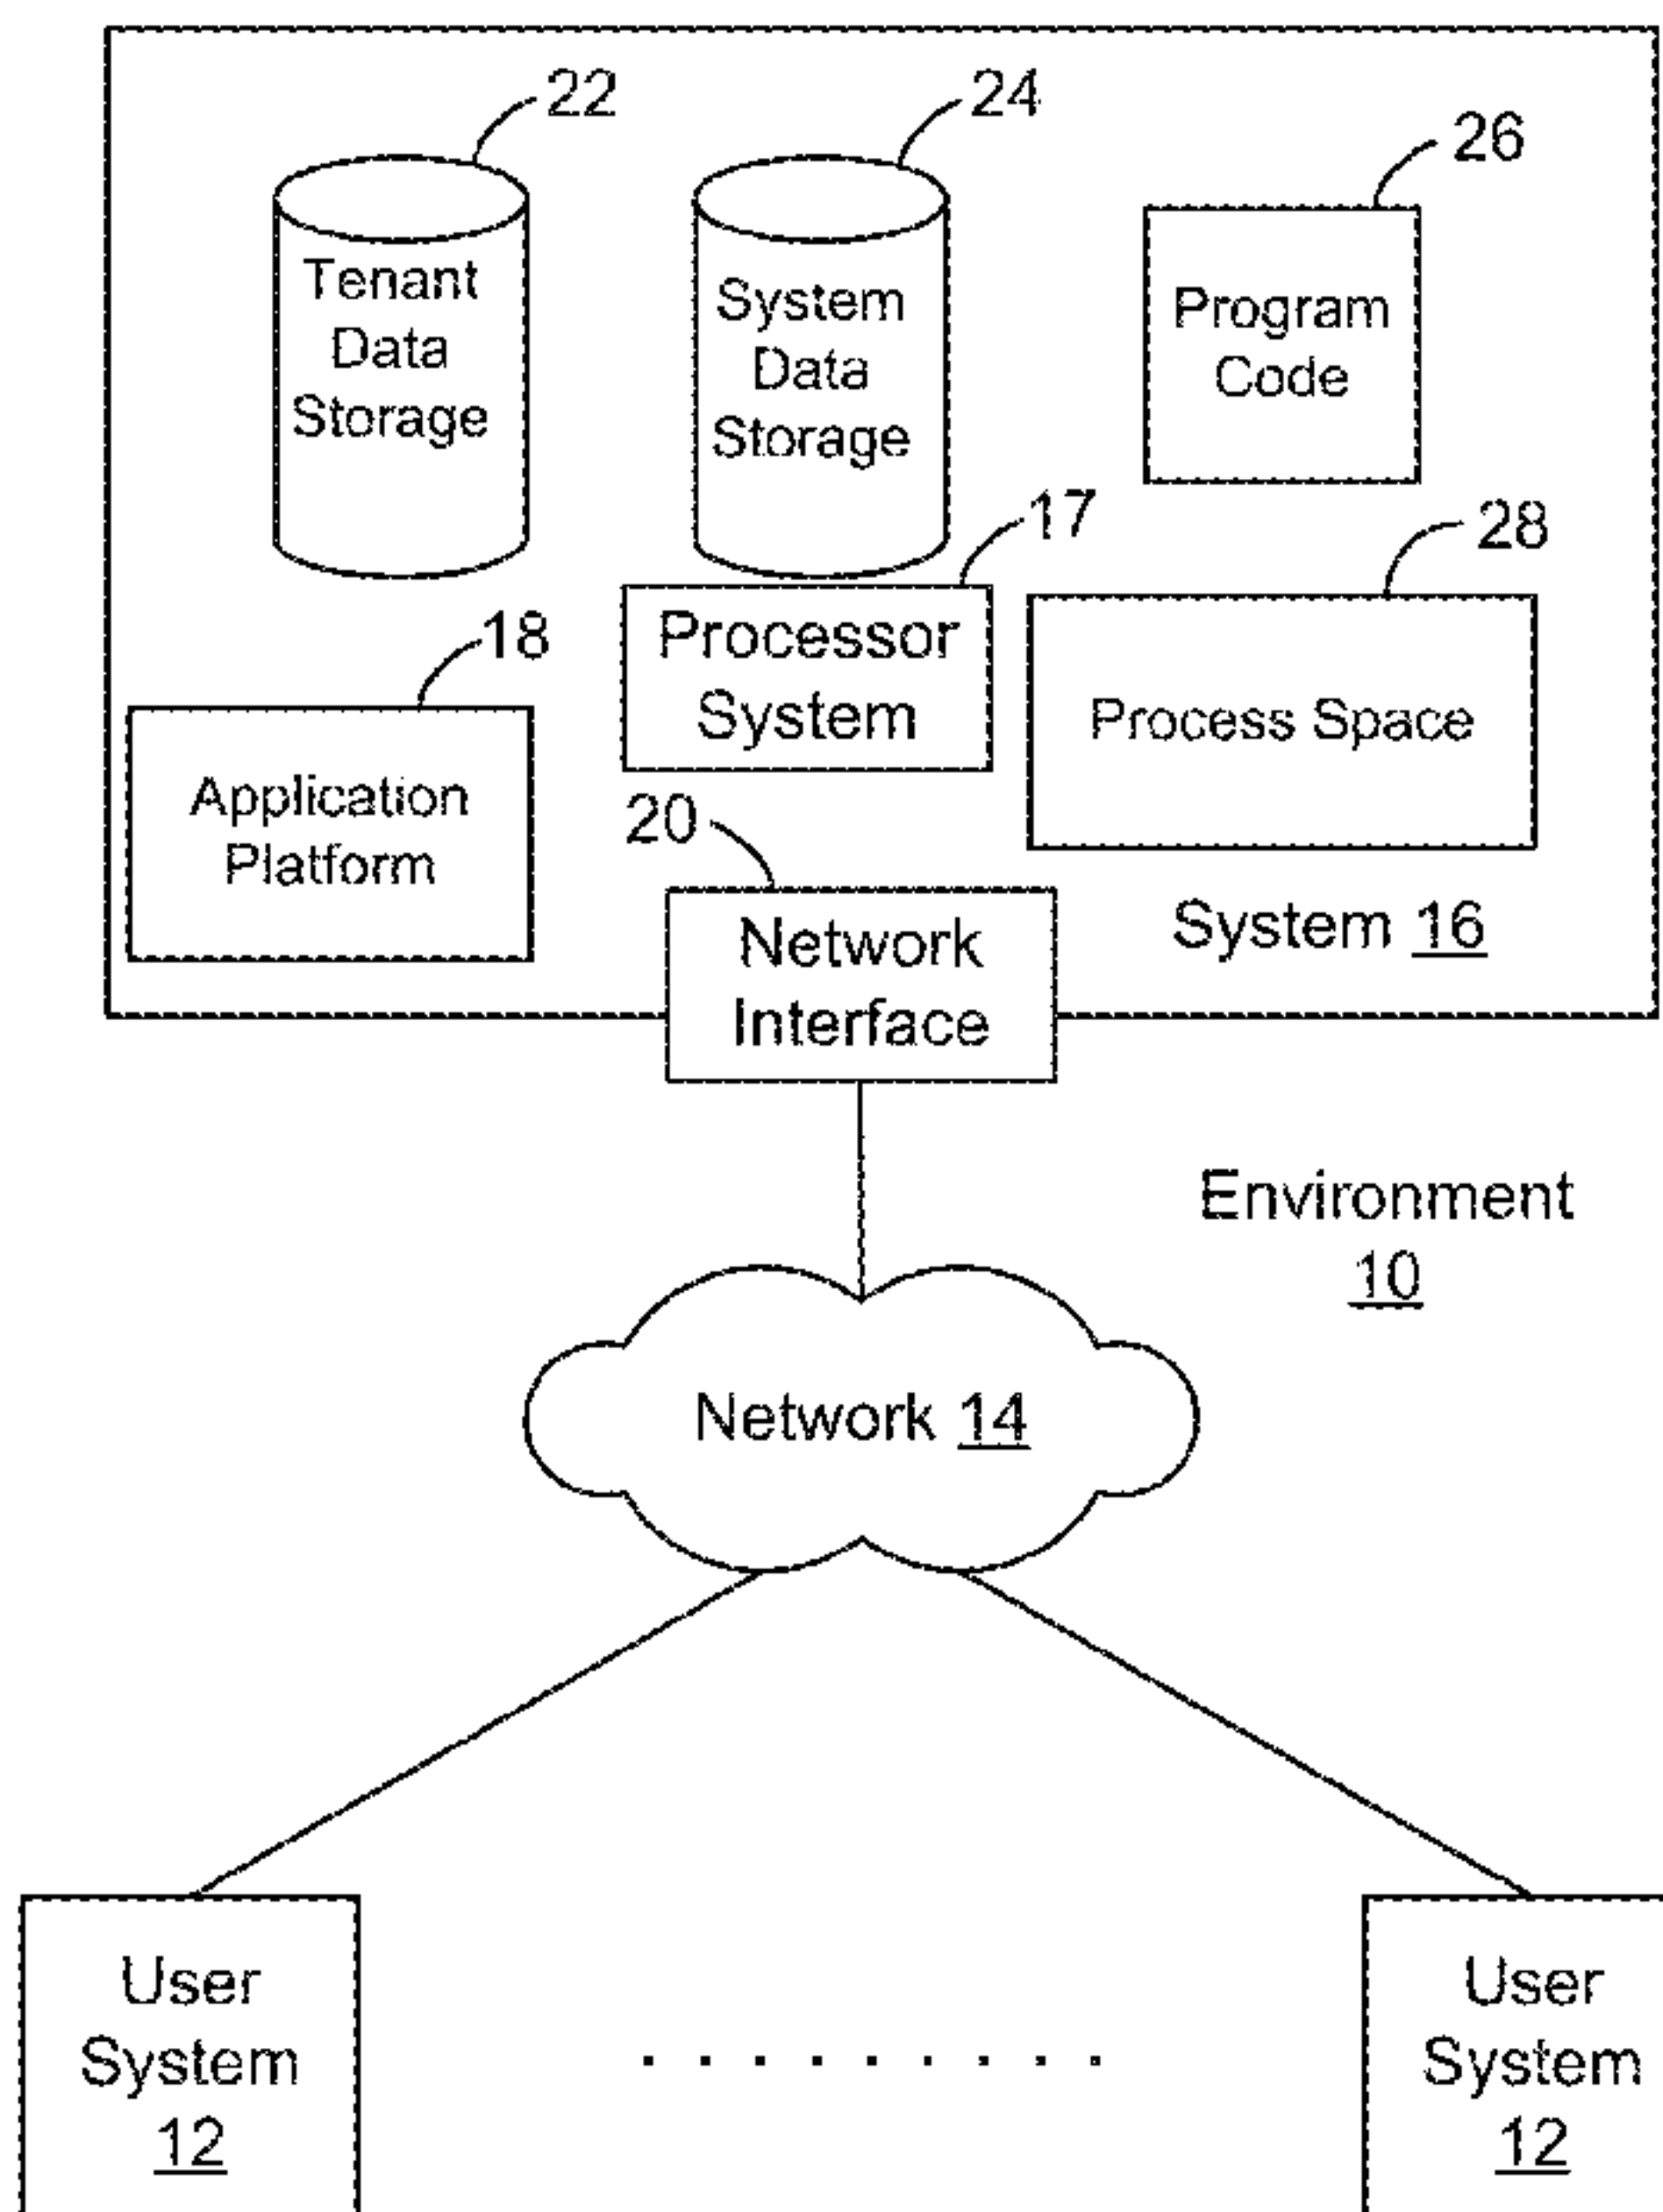 22
24
26
Tenant
Data
Storage
System
Data
Storage
Program
Code
17
28
18
Processor
System
Process Space
Application
Platform
20
Network
Interface
System 16
Environment
10
Network 14
User
System
12
. . . . . . . . .
User
System
12